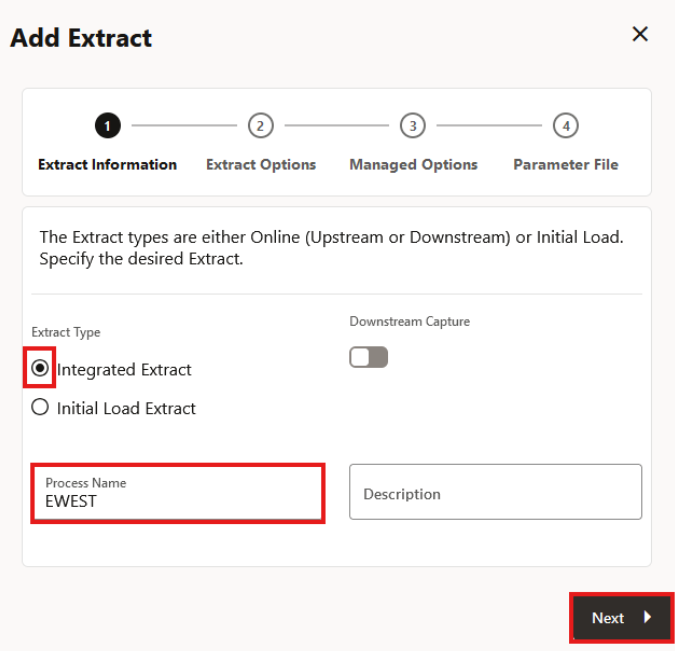 Add Extract
1
2
3
4
Extract Information
Extract Options
Managed Options
Parameter File
The Extract types are either Online (Upstream or Downstream) or Initial Load.
Specify the desired Extract.
Extract Type
Downstream Capture
Integrated Extract
Initial Load Extract
Process Name
EWEST
Description
Next